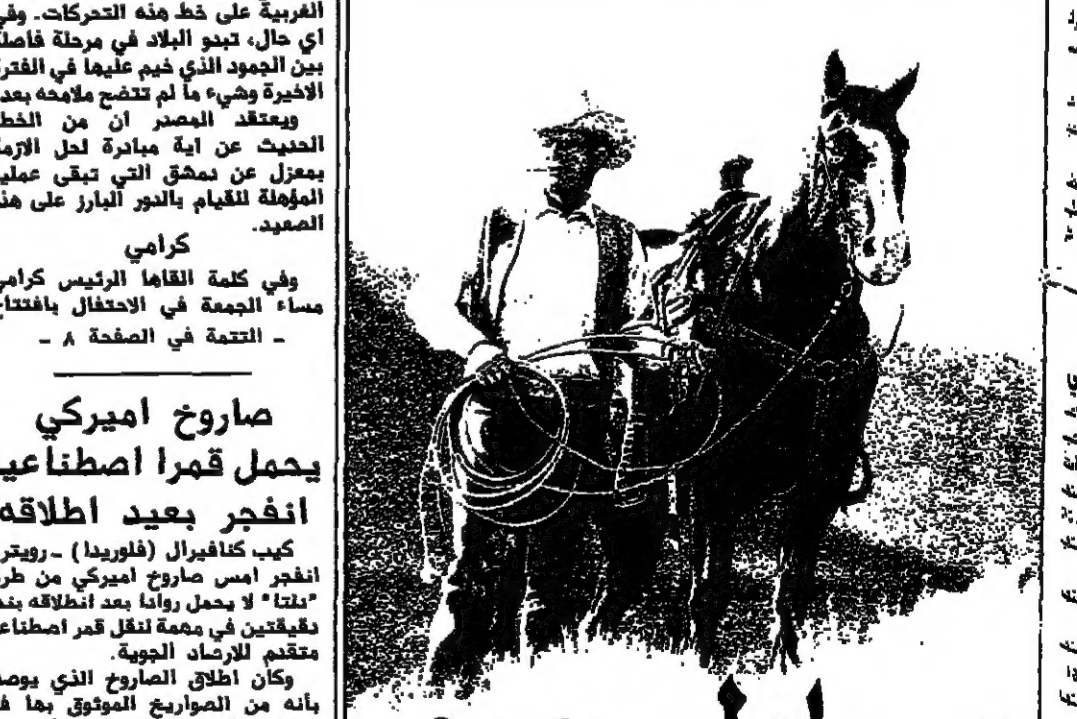 الغربية على خط هذه التحركات. وفي
اي حال، تبدو البلاد في مرحلة فاصلة
بين الجمود الذي خيم عليها في الفترة
الاخيرة وشيء ما لم تتضح ملامحه بعد.
ويعتقد المصدر ان من الخطأ
الحديث عن اية مبادرة لحل الازمة
بمعزل عن دمشق التي تبقى عمليا
المؤهلة للقيام بالدور البارز على هذا
الصعيد.
كرامي
وفي كلمة القاها الرئيس كرامي
مساء الجمعة في الاحتفال بافتتاح
ـ التتمة في الصفحة ٨ ـ
صاروخ اميركي
يحمل قمرا اصطناعيا
انفجر بعيد اطلاقه
كيب كنافيرال (فلوريدا) ـ رويتر
انفجر امس صاروخ اميركي من
"دلتا" لا يحمل روادا بعد انطلاقه
دقيقتين في مهمة لنقل قمر
متقدم للارصاد الجوية.
وكان اطلاق الصاروخ الذي
بأنه من الصواريخ الموثوق بها